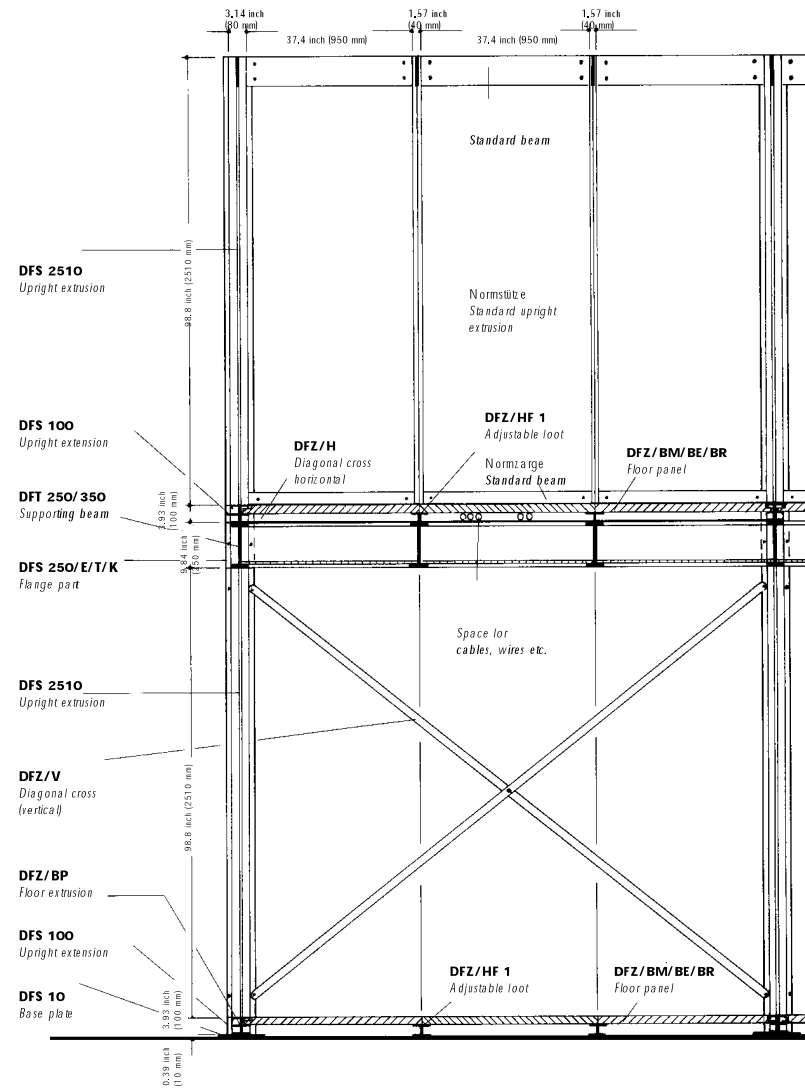 3.14 inch
(80 mm)
1.57 inch
(40 mm)
1.57 inch
(40 mm)
37.4 inch (950 mm)
37.4 inch (950 mm)
Standard beam
98.8 inch (2510 mm)
DFS 2510
Upright extrusion
Normstütze
Standard upright
extrusion
DFS 100
Upright extension
DFZ/H
Diagonal cross
horizontal
DFZ/HF 1
Adjustable loot
Normzarge
Standard beam
DFZ/BM/BE/BR
Floor panel
DFT 250/350
Supporting beam
3.93 inch
(100 mm)
9.84 inch
(250 mm)
DFS 250/E/T/K
Flange part
Space lor
cables, wires etc.
DFS 2510
Upright extrusion
DFZ/V
Diagonal cross
(vertical)
98.8 inch (2510 mm)
DFZ/BP
Floor extrusion
DFS 100
Upright extension
DFZ/HF 1
Adjustable loot
DFZ/BM/BE/BR
Floor panel
DFS 10
Base plate
3.93 inch
(100 mm)
0.39 inch
(10 mm)